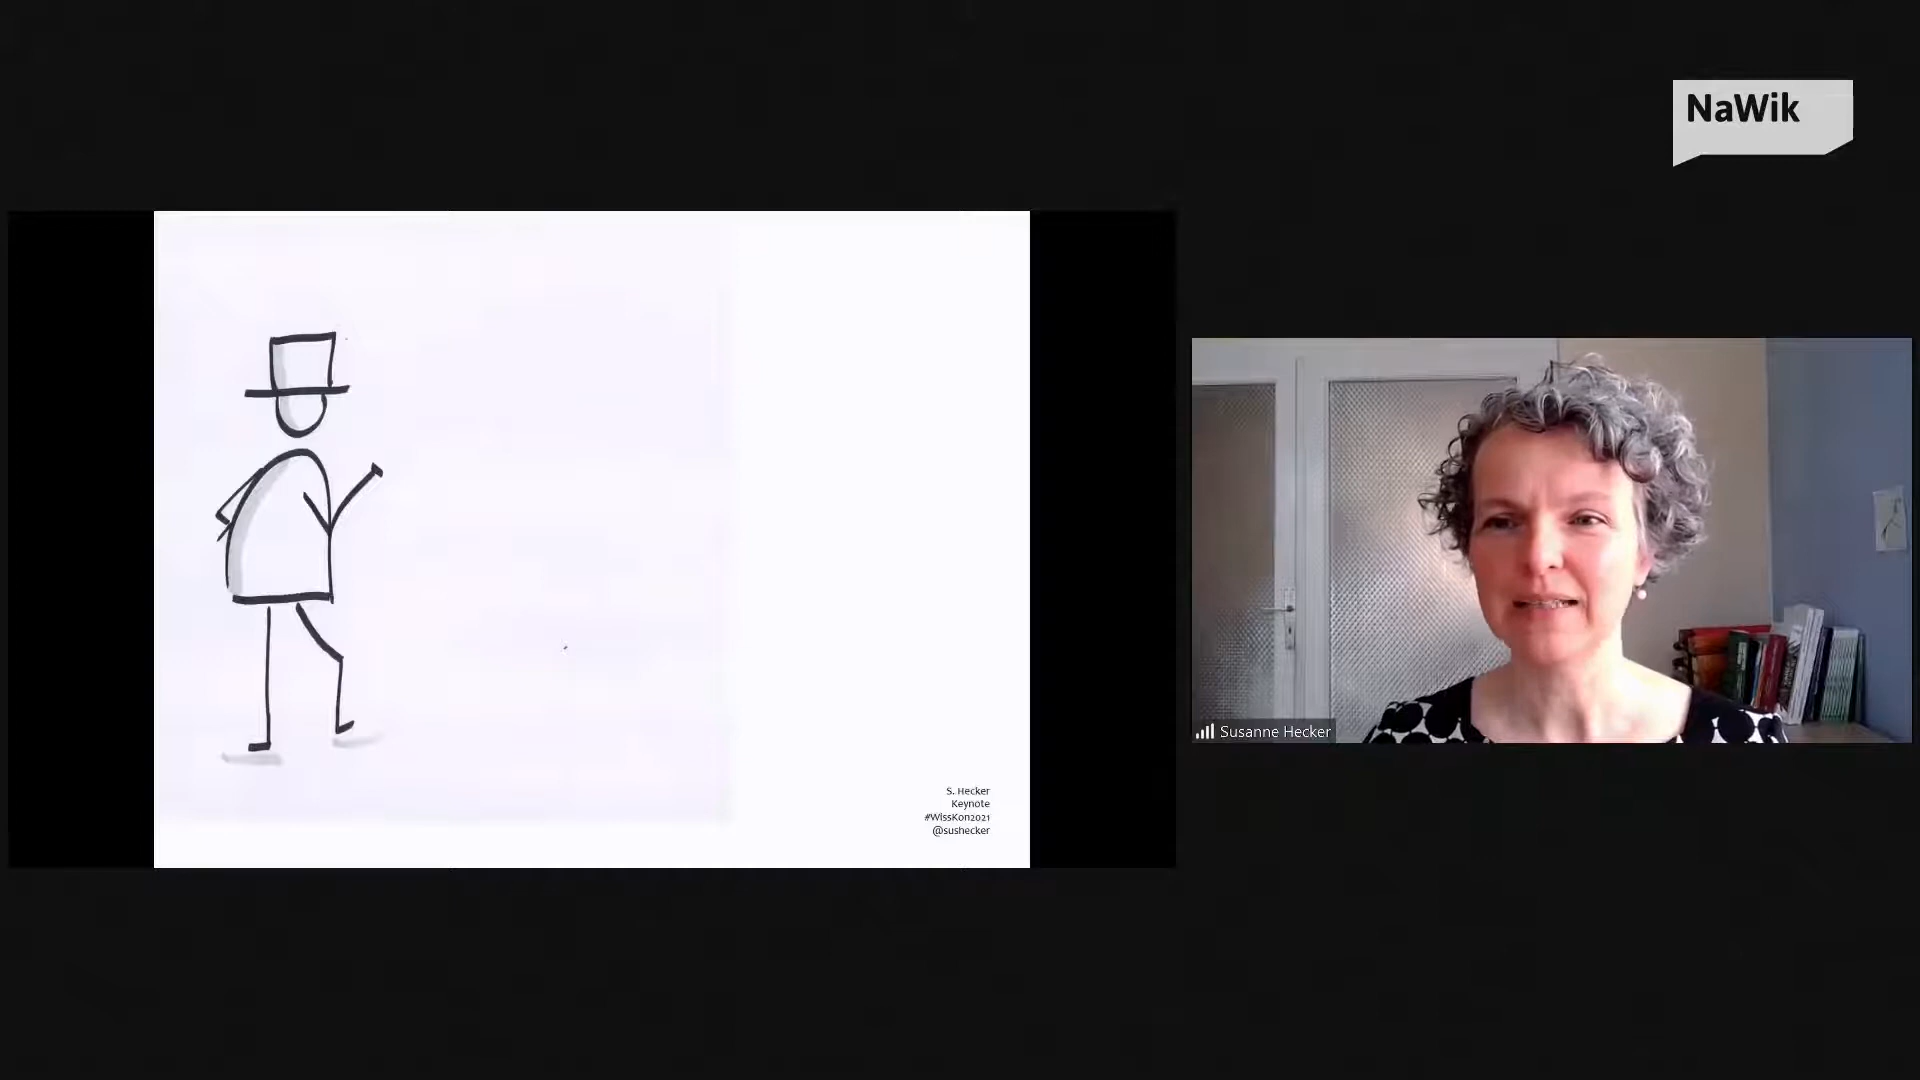 NaWik
S. Hecker
Keynote
#WissKon2021
@sushecker
Susanne Hecker